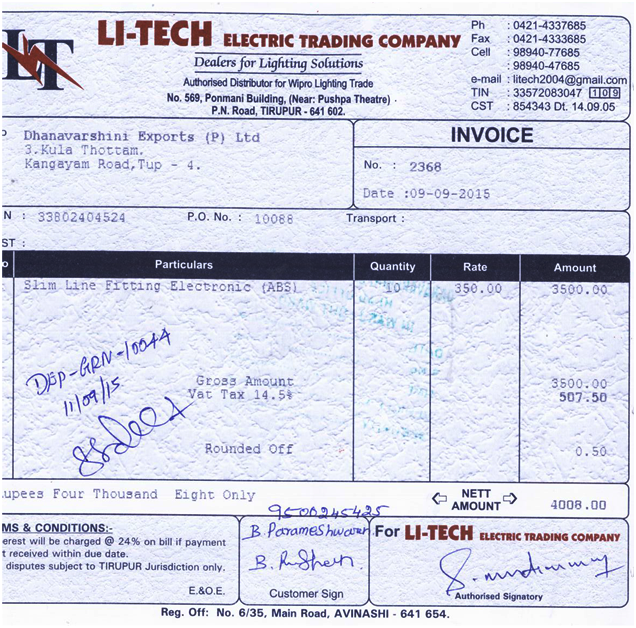 LT
LI-TECH ELECTRIC TRADING COMPANY
Dealers for Lighting Solutions
Authorised Distributor for Wipro Lighting Trade
No. 569, Ponmani Building, (Near: Pushpa Theatre)
P.N. Road, TIRUPUR - 641 602.
Ph : 0421-4337685
Fax : 0421-4333685
Cell : 98940-77685
98940-47685
e-mail : litech2004@gmail.com
TIN : 33572083047 109
CST : 854343 Dt. 14.09.05
Dhanavarshini Exports (P) Ltd
3.Kula Thottam.
Kangayam Road,Tup - 4.
INVOICE
No. : 2368
Date :09-09-2015
N : 33802404524 P.O. No. : 10088 Transport :
ST :
o Particulars Quantity Rate Amount
Slim Line Fitting Electronic (ABS) 10 350.00 3500.00
DEP-GRN-10044
11/09/15
Gross Amount 3500.00
Vat Tax 14.5% 507.50
Rounded Off 0.50
upees Four Thousand Eight Only
NETT AMOUNT 4008.00
9500245425
MS & CONDITIONS:-
erest will be charged @ 24% on bill if payment
t received within due date.
disputes subject to TIRUPUR Jurisdiction only.
E.&O.E.
B. Parameshwaran
Customer Sign
For LI-TECH ELECTRIC TRADING COMPANY
Authorised Signatory
Reg. Off: No. 6/35, Main Road, AVINASHI - 641 654.